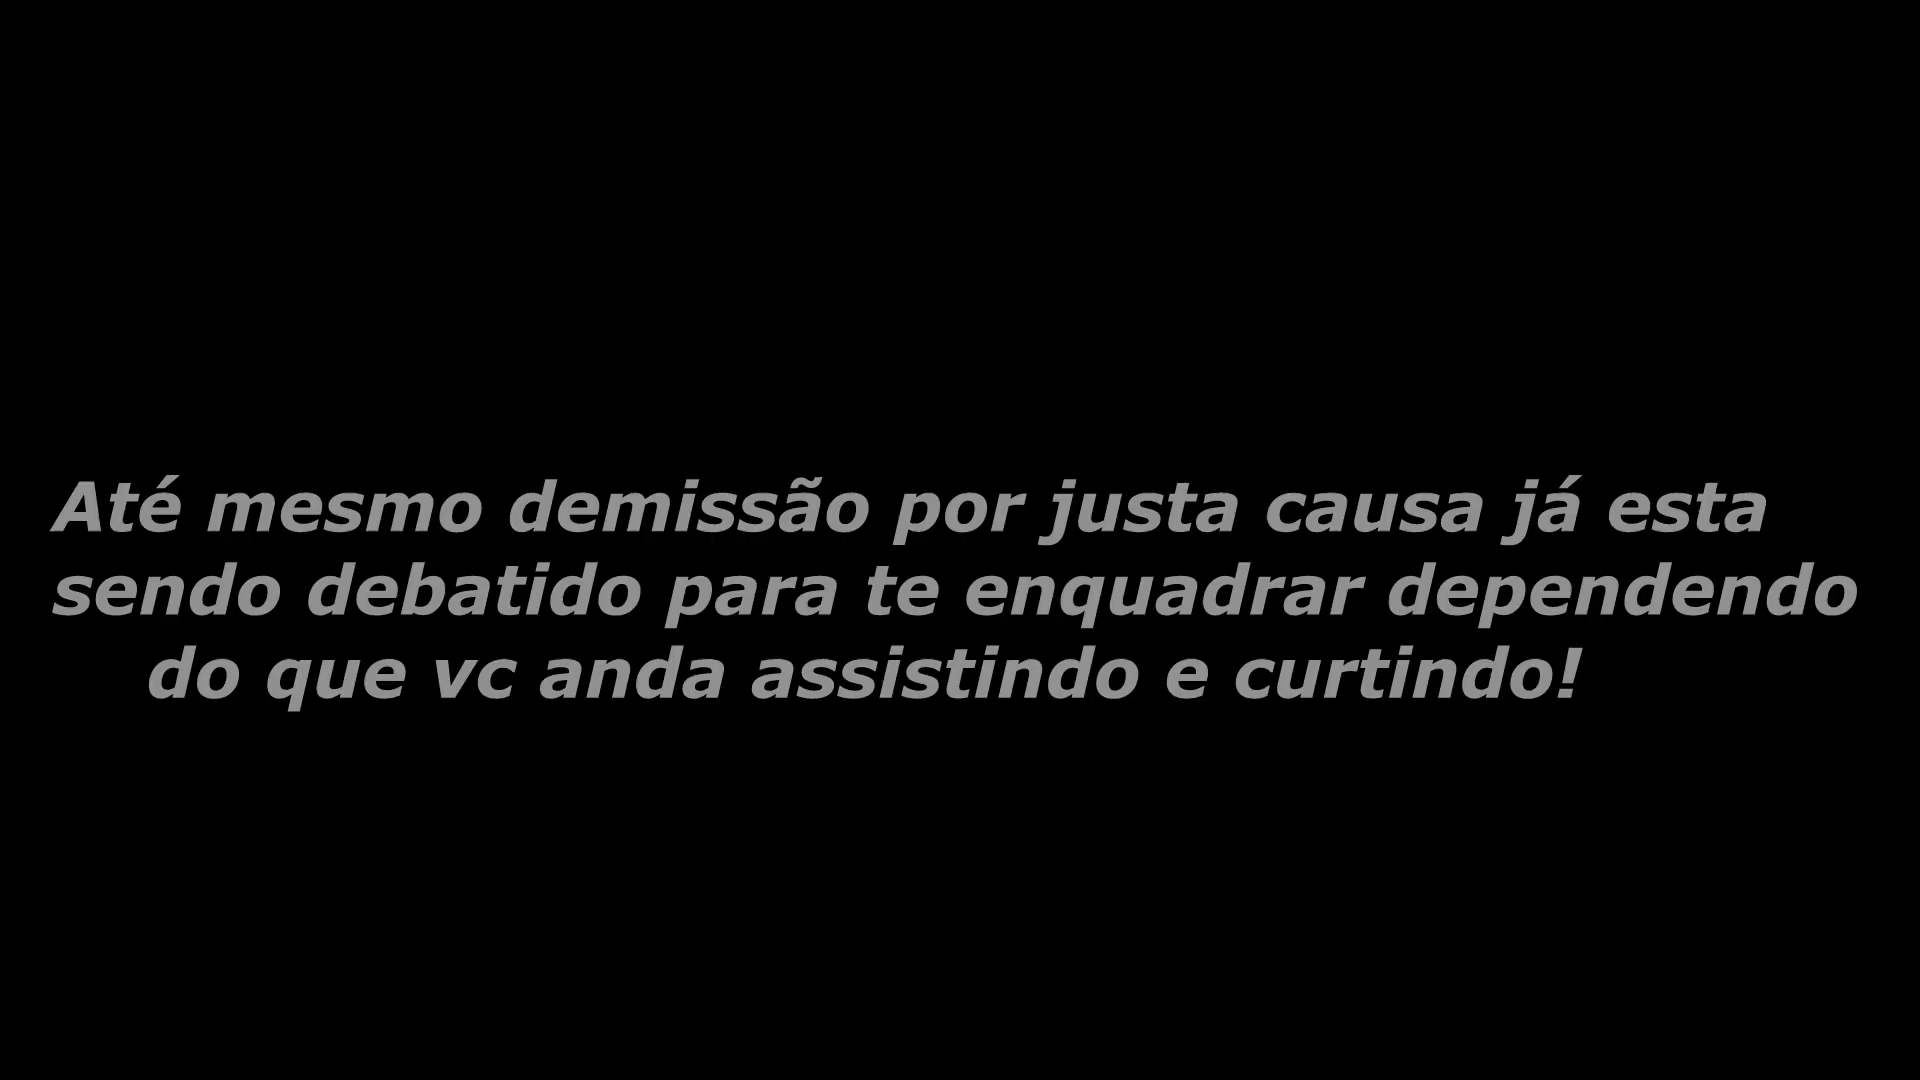 Até mesmo demissão por justa causa já esta
sendo debatido para te enquadrar dependendo
do que vc anda assistindo e curtindo!